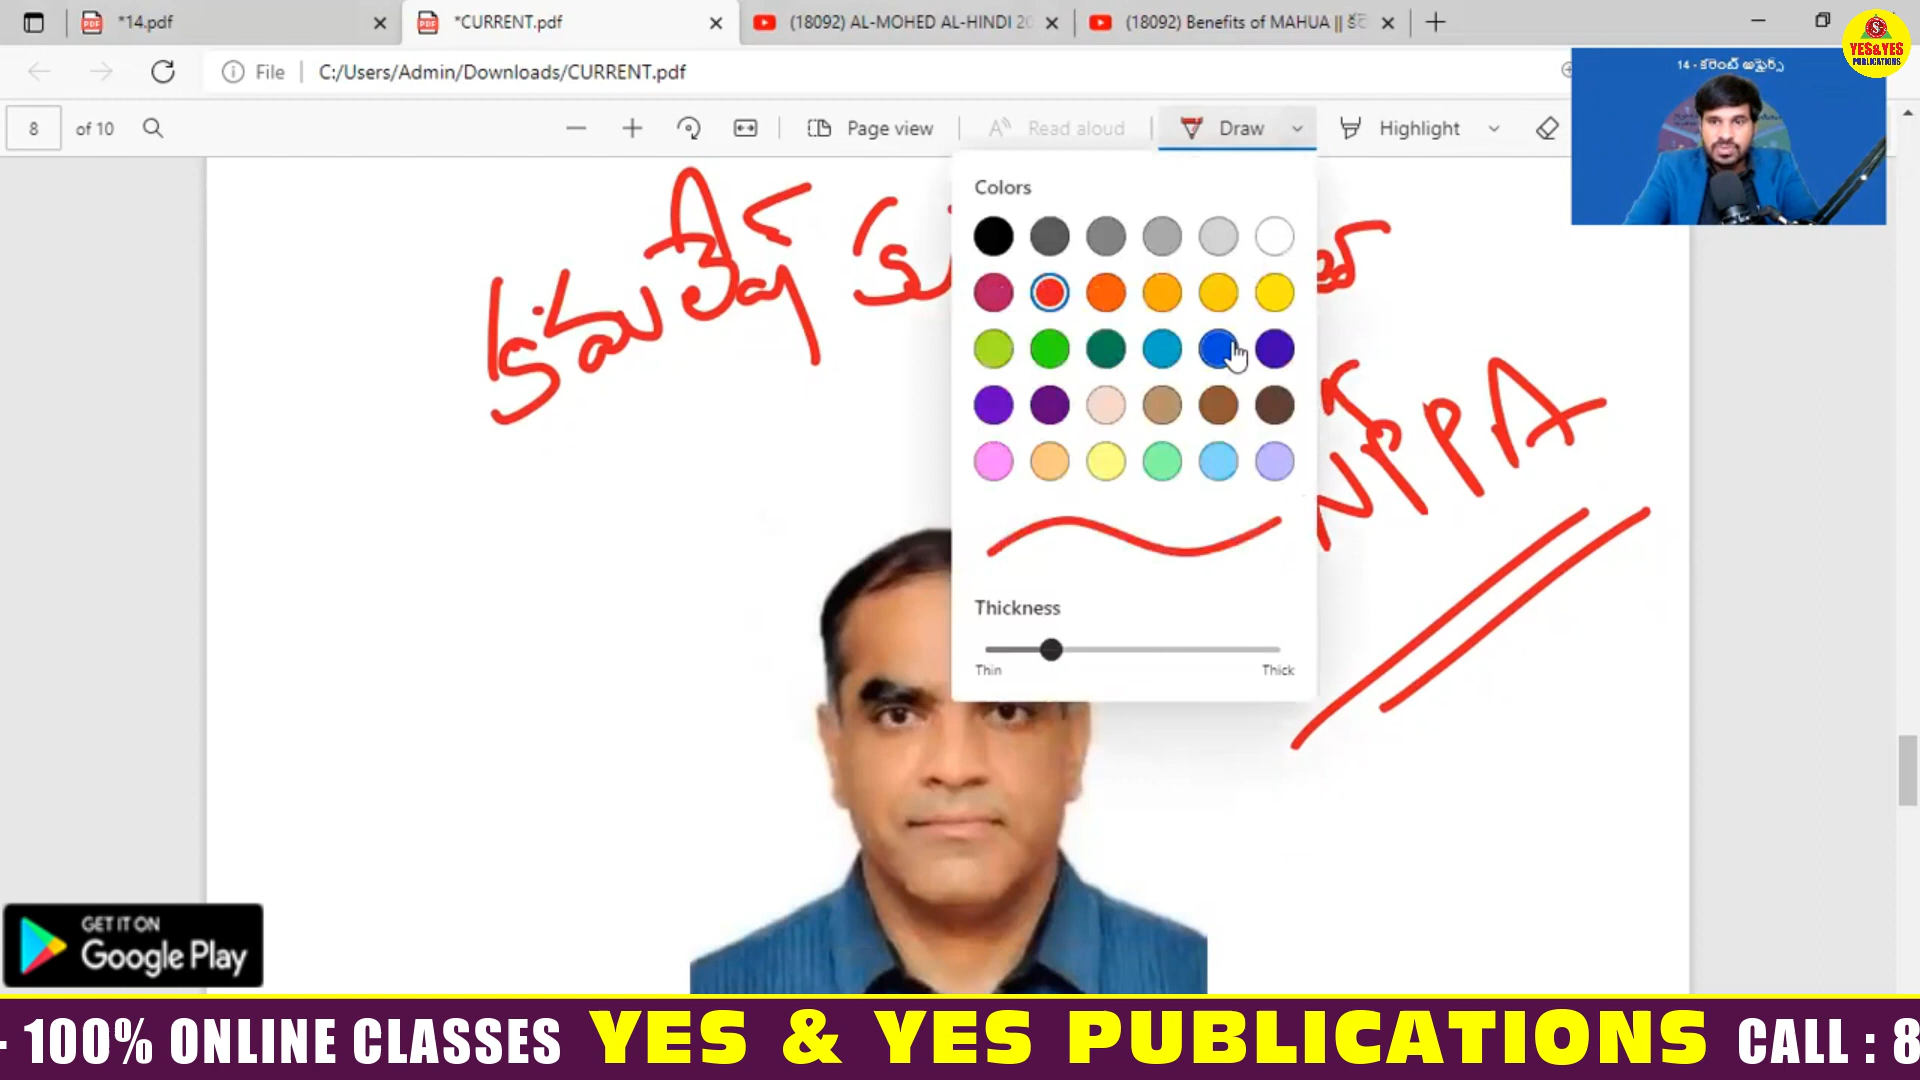 *14.pdf
*CURRENT.pdf
(18092) AL-MOHED AL-HINDI 20
(18092) Benefits of MAHUA ||
File
C:/Users/Admin/Downloads/CURRENT.pdf
8 of 10
Page view
Read aloud
Draw
Highlight
YES&YES
PUBLICATIONS
14 - కరెంట్ అఫైర్స్
Colors
NPPA
Thickness
Thin
Thick
GET IT ON
Google Play
- 100% ONLINE CLASSES YES & YES PUBLICATIONS CALL : 8